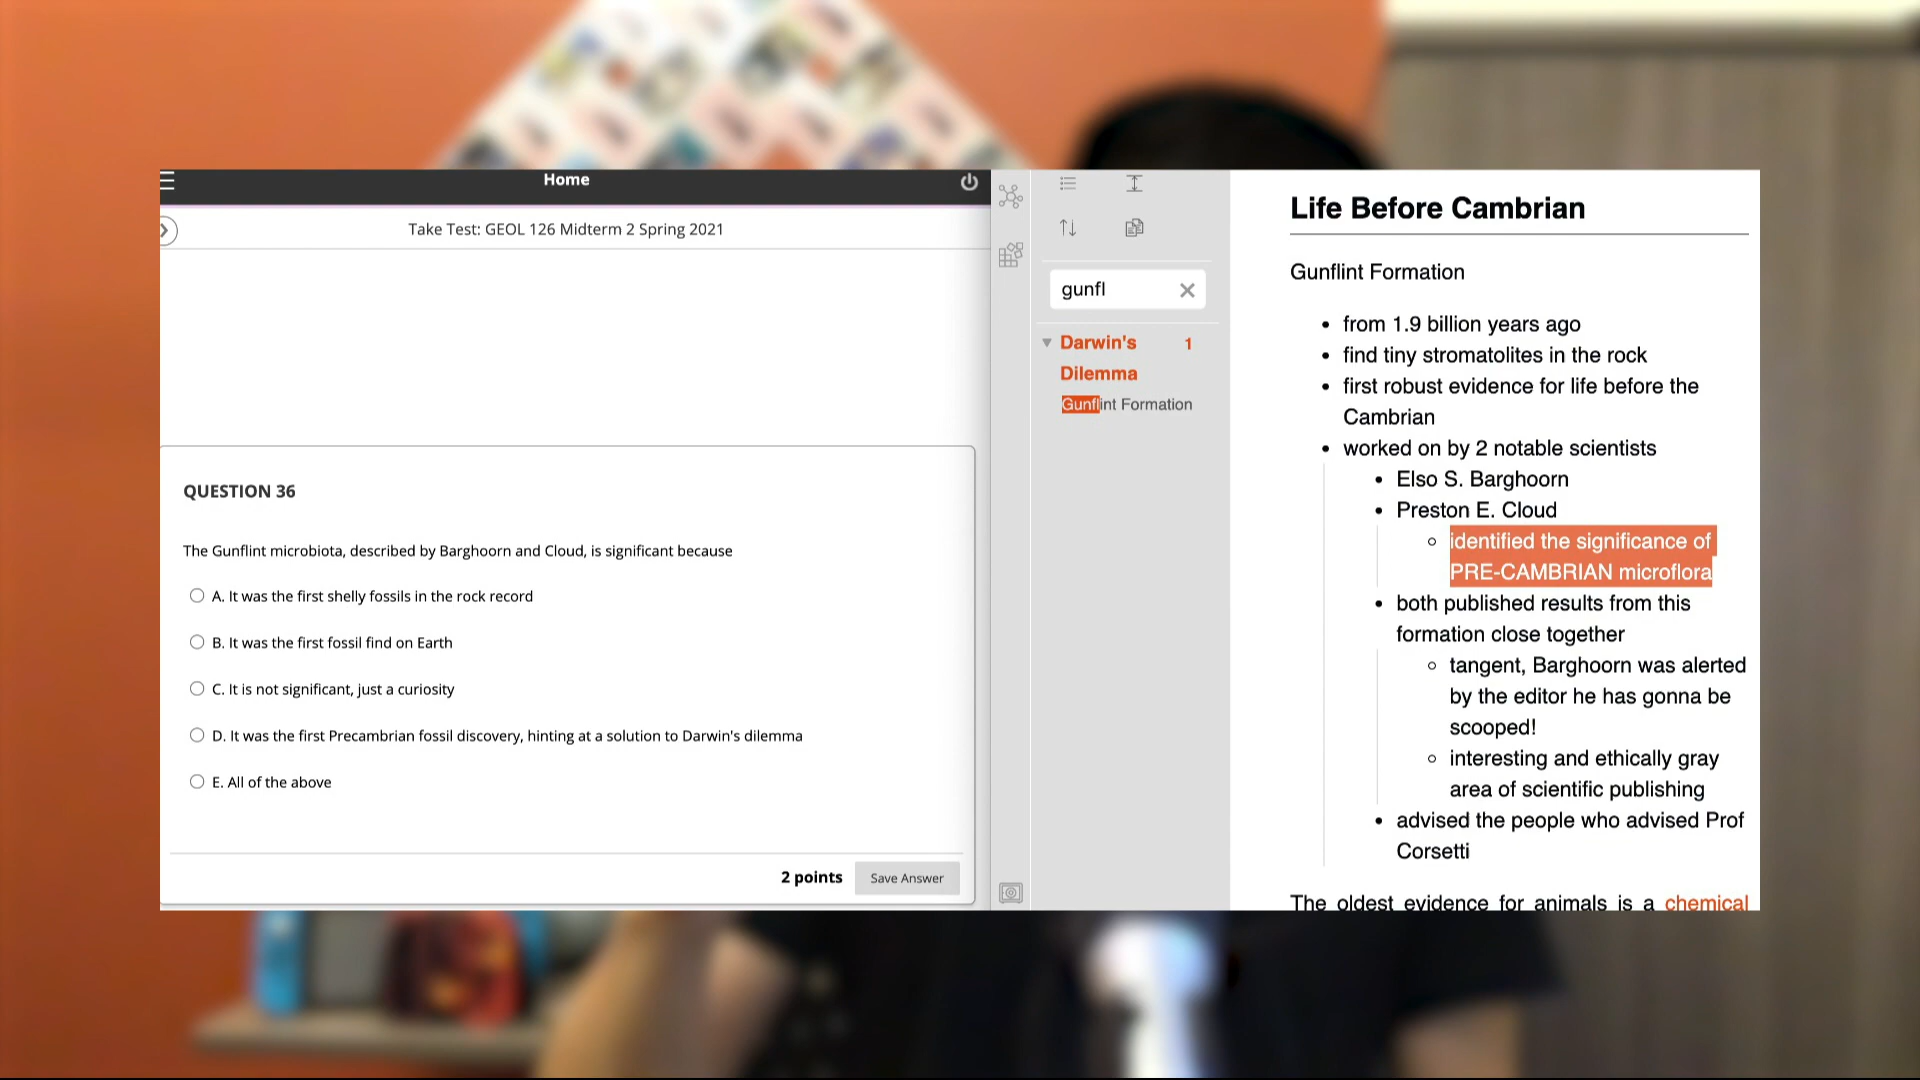 Home
Take Test: GEOL 126 Midterm 2 Spring 2021
QUESTION 36
The Gunflint microbiota, described by Barghoorn and Cloud, is significant because
A. It was the first shelly fossils in the rock record
B. It was the first fossil find on Earth
C. It is not significant, just a curiosity
D. It was the first Precambrian fossil discovery, hinting at a solution to Darwin's dilemma
E. All of the above
2 points
Save Answer
gunfl
Darwin's 1
Dilemma
Gunflint Formation
Life Before Cambrian
Gunflint Formation
• from 1.9 billion years ago
• find tiny stromatolites in the rock
• first robust evidence for life before the
Cambrian
• worked on by 2 notable scientists
• Elso S. Barghoorn
• Preston E. Cloud
identified the significance of
PRE-CAMBRIAN microflora
• both published results from this
formation close together
tangent, Barghoorn was alerted
by the editor he has gonna be
scooped!
interesting and ethically gray
area of scientific publishing
• advised the people who advised Prof
Corsetti
The oldest evidence for animals is a chemical